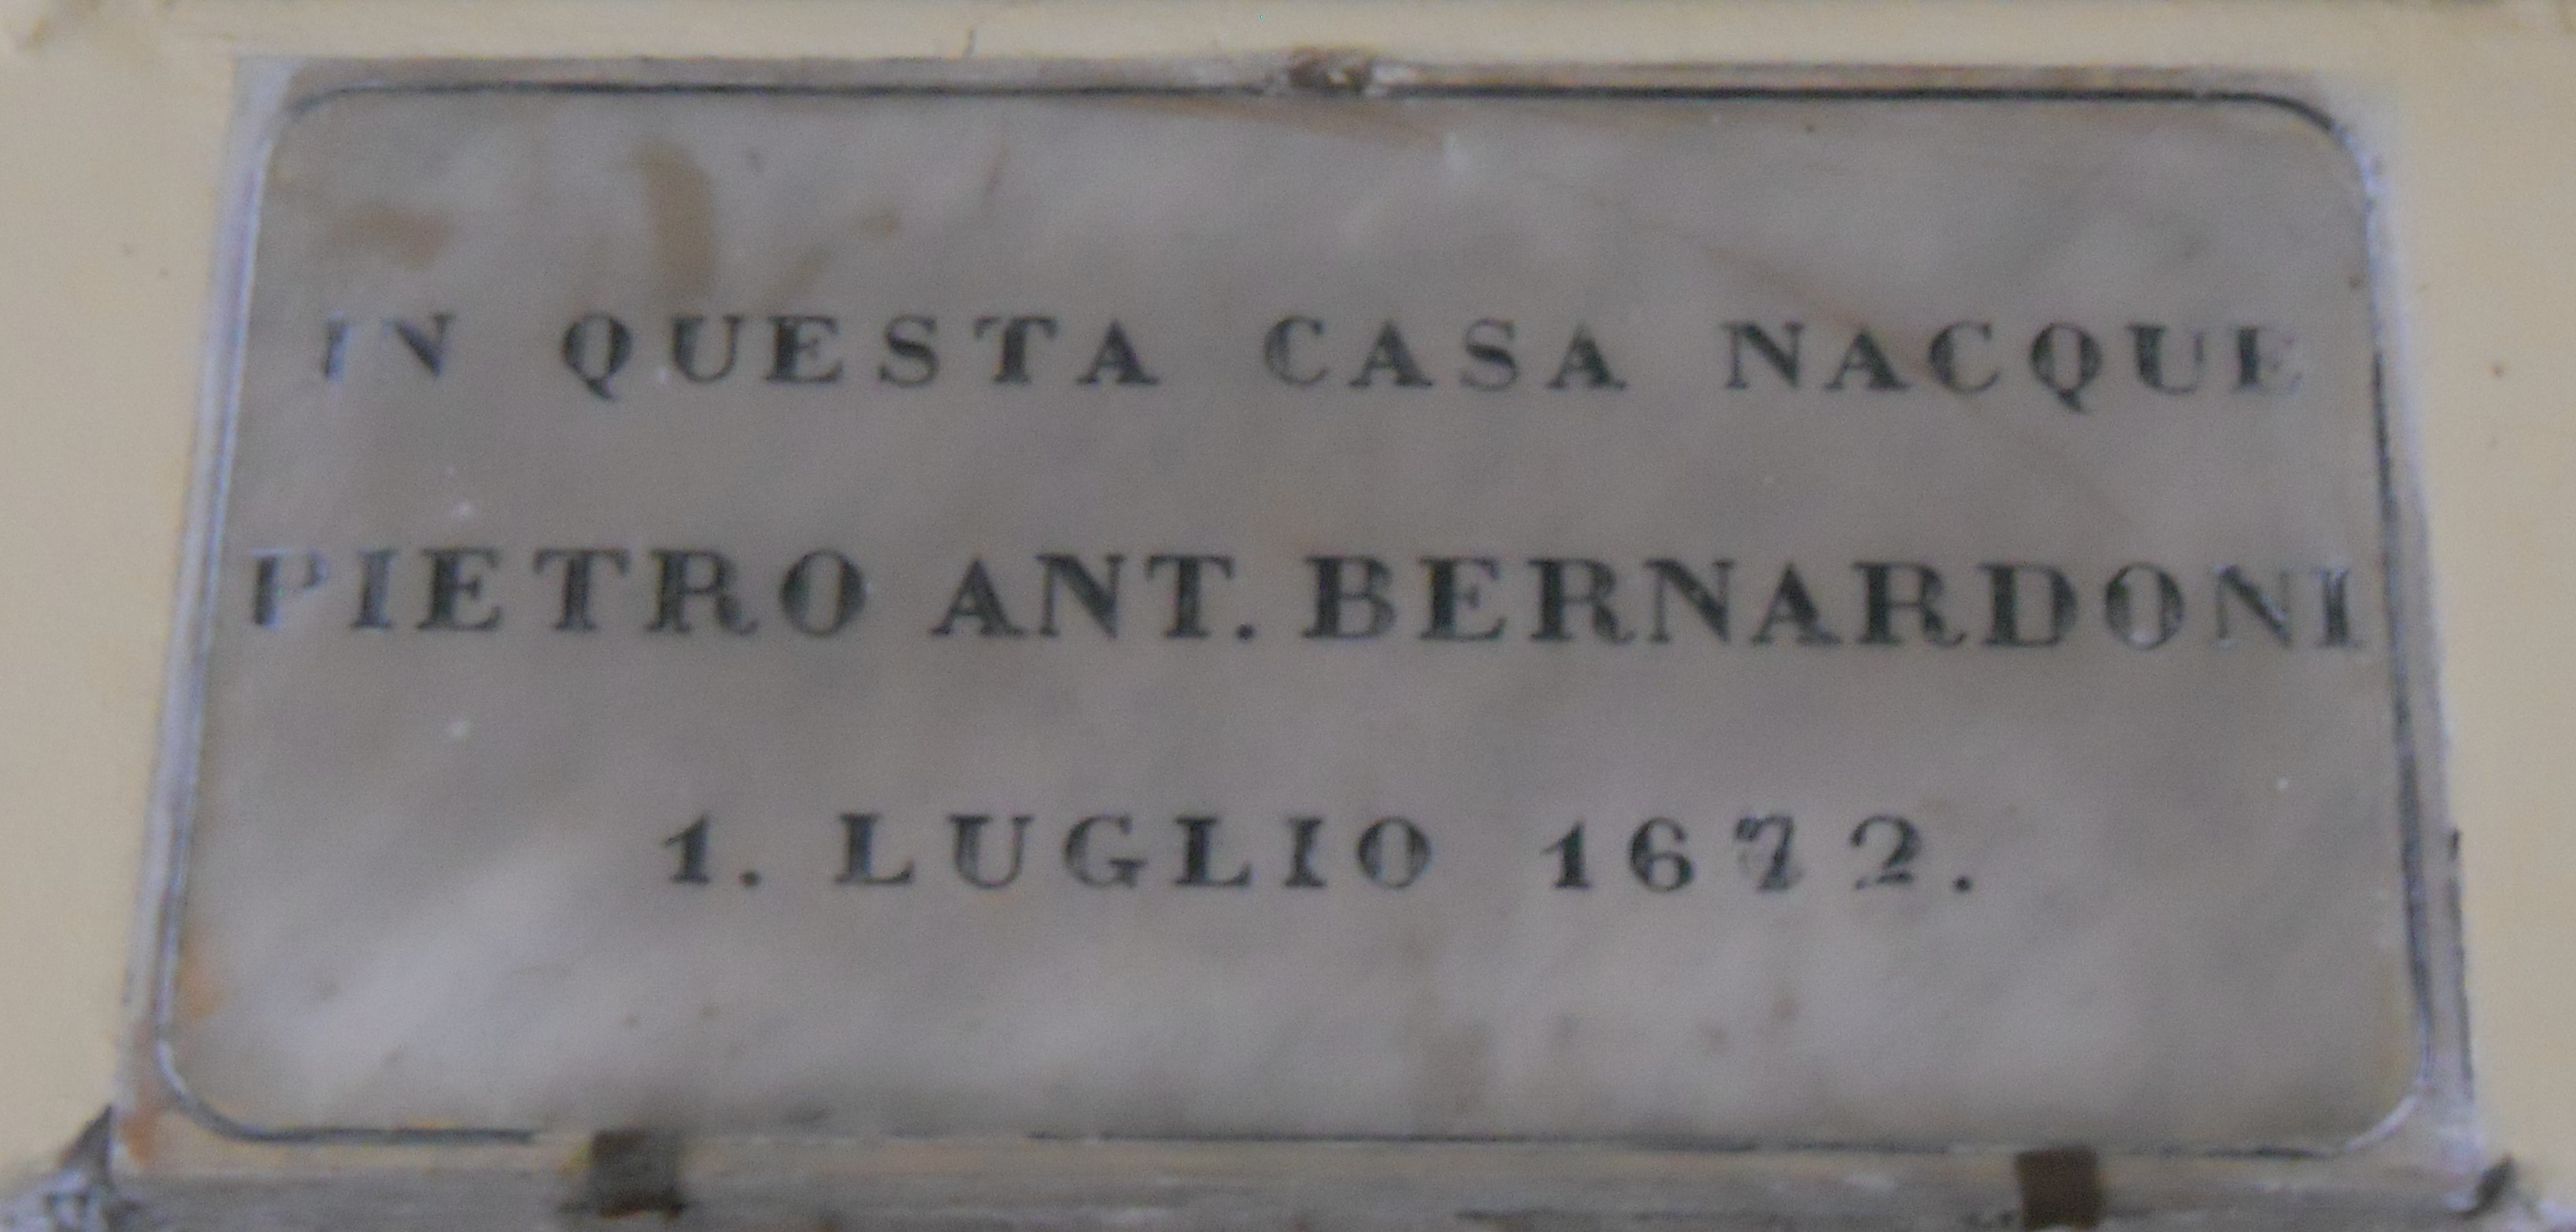 IN QUESTA CASA NACQUE
PIETRO ANT. BERNARDONI
1. LUGLIO 1672.